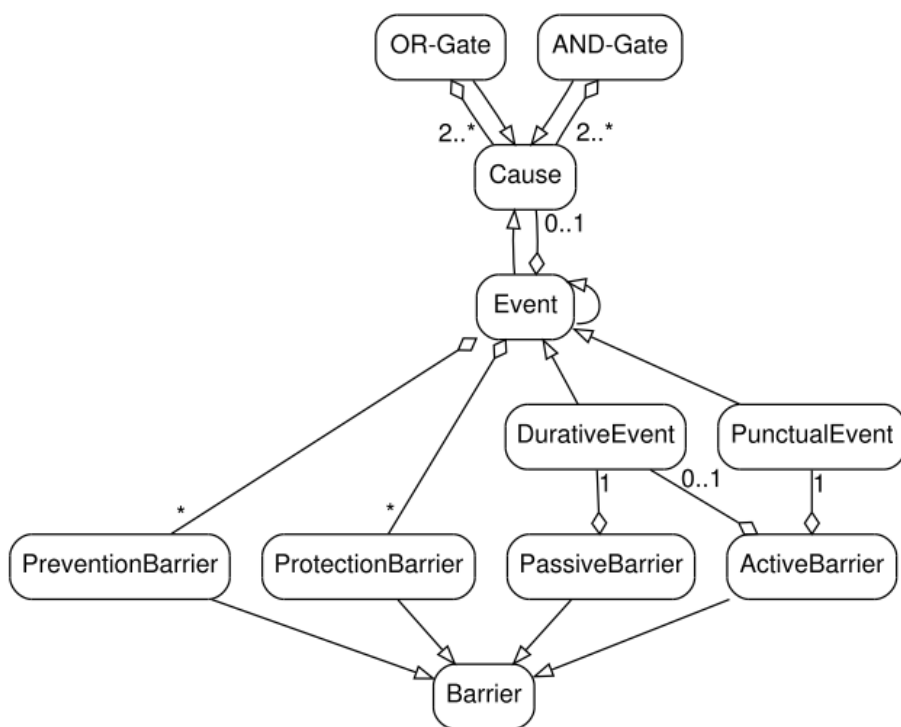 OR-Gate
AND-Gate
2..*
2..*
Cause
0..1
Event
DurativeEvent
PunctualEvent
1
0..1
1
*
*
PreventionBarrier
ProtectionBarrier
PassiveBarrier
ActiveBarrier
Barrier